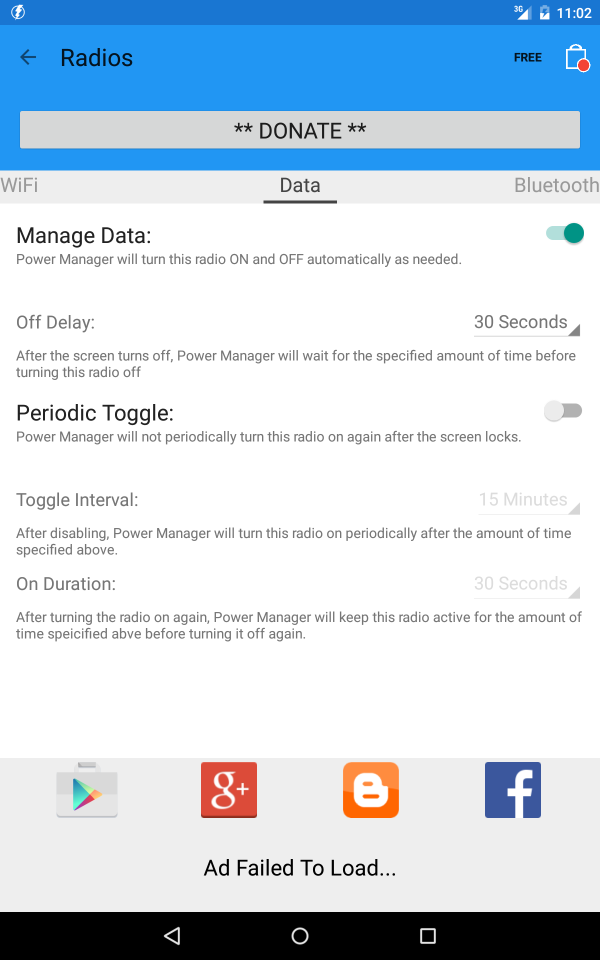 3G
11:02
Radios
FREE
** DONATE **
WiFi
Data
Bluetooth
Manage Data:
Power Manager will turn this radio ON and OFF automatically as needed.
Off Delay:
30 Seconds
After the screen turns off, Power Manager will wait for the specified amount of time before
turning this radio off
Periodic Toggle:
Power Manager will not periodically turn this radio on again after the screen locks.
Toggle Interval:
15 Minutes
After disabling, Power Manager will turn this radio on periodically after the amount of time
specified above.
On Duration:
30 Seconds
After turning the radio on again, Power Manager will keep this radio active for the amount of
time speicified abve before turning it off again.
g+
B
f
Ad Failed To Load...